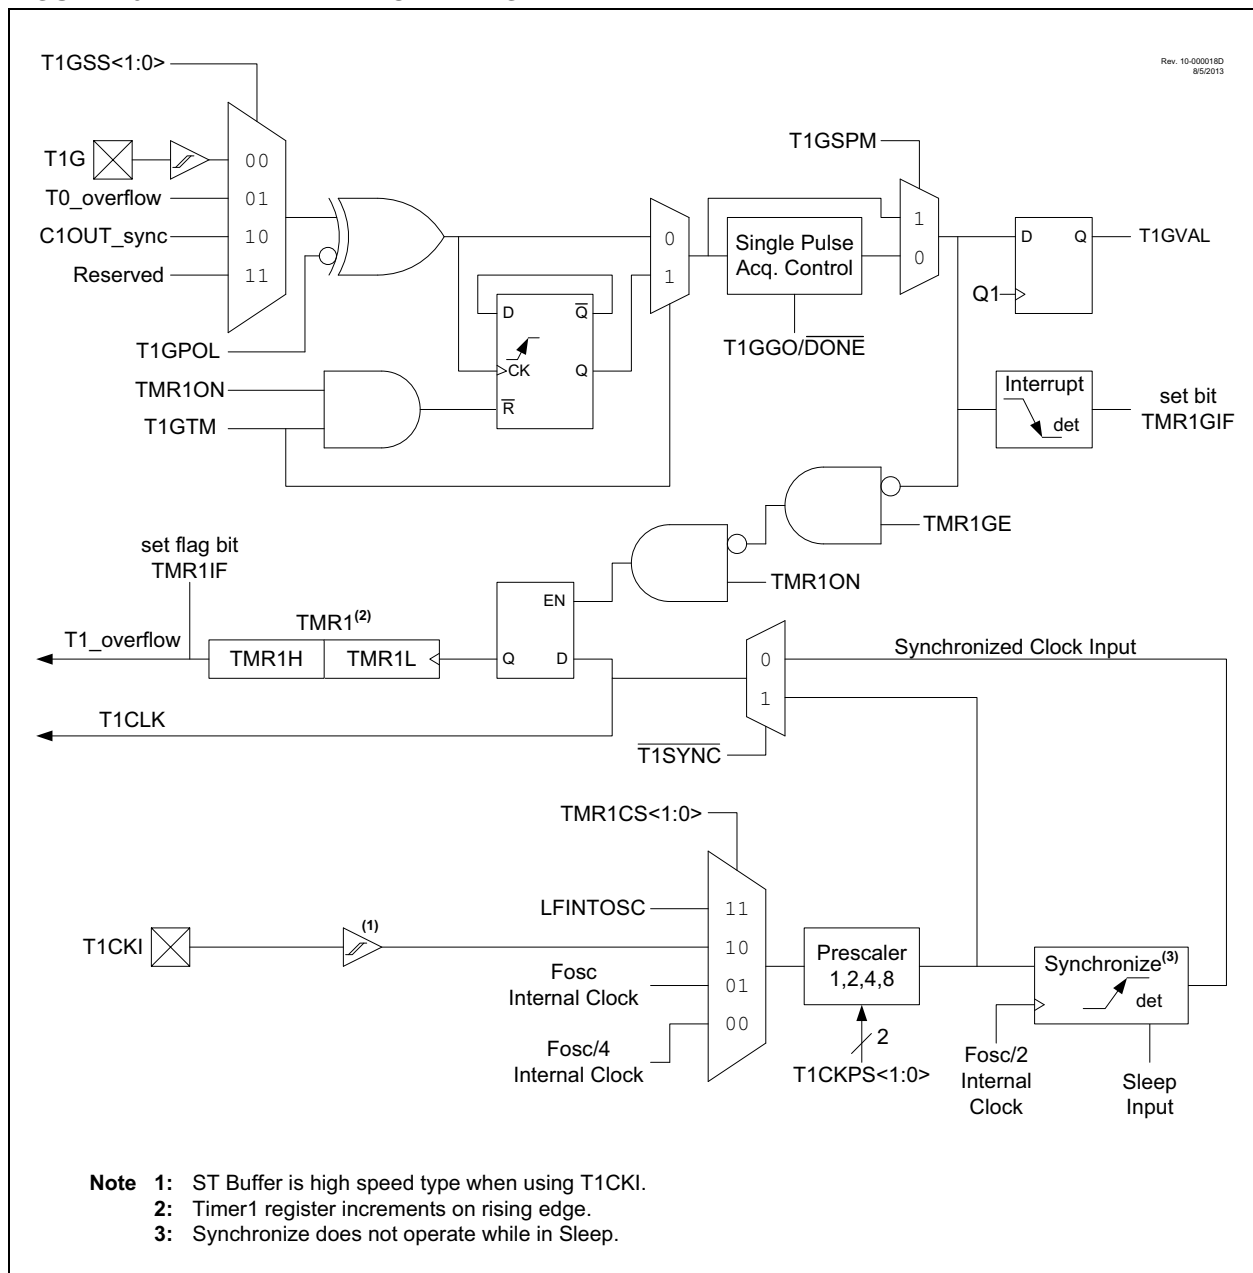 Rev. 10-000018D
8/5/2013
T1GSS<1:0>
T1G
00
T0_overflow
01
C1OUT_sync
10
Reserved
11
T1GPOL
TMR1ON
T1GTM
D
Q
CK
Q
R
0
1
Single Pulse
Acq. Control
T1GGO/DONE
T1GSPM
1
0
D
Q
Q1
T1GVAL
Interrupt
det
set bit
TMR1GIF
TMR1GE
TMR1ON
set flag bit
TMR1IF
T1_overflow
TMR1(2)
TMR1H
TMR1L
EN
Q
D
T1CLK
0
1
Synchronized Clock Input
T1SYNC
TMR1CS<1:0>
LFINTOSC
11
T1CKI
(1)
10
Fosc
Internal Clock
01
Fosc/4
Internal Clock
00
Prescaler
1,2,4,8
2
T1CKPS<1:0>
Synchronize(3)
det
Fosc/2
Internal
Clock
Sleep
Input
Note 1: ST Buffer is high speed type when using T1CKI.
2: Timer1 register increments on rising edge.
3: Synchronize does not operate while in Sleep.